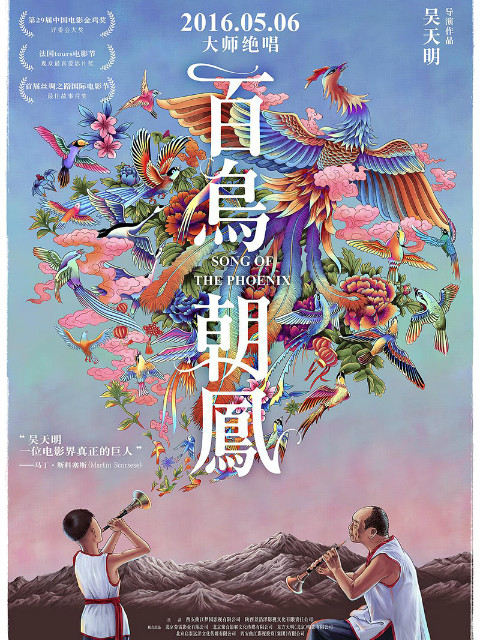 第29届中国电影金鸡奖
评委会大奖
法国tours电影节
观众最喜爱影片奖
首届丝绸之路国际电影节
最佳故事片奖
2016.05.06
大师绝唱
导演作品
吴天明
百鳥朝鳳
SONG OF
THE PHOENIX
“吴天明
一位电影界真正的巨人”
——马丁·斯科塞斯(Martin Scorsese)